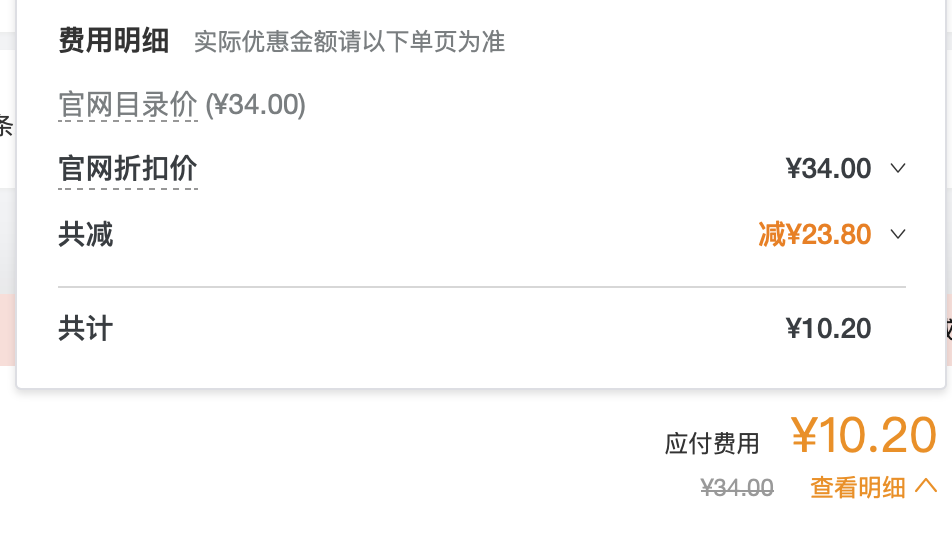 费用明细 实际优惠金额请以下单页为准
官网目录价 (¥34.00)
条
官网折扣价 ¥34.00
共减 减¥23.80
共计 ¥10.20
应付费用 ¥10.20
¥34.00 查看明细